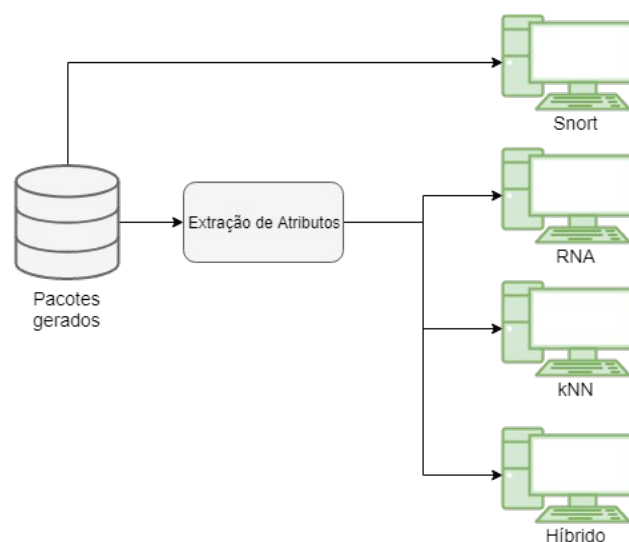 Snort
Extração de Atributos
RNA
Pacotes
gerados
kNN
Híbrido